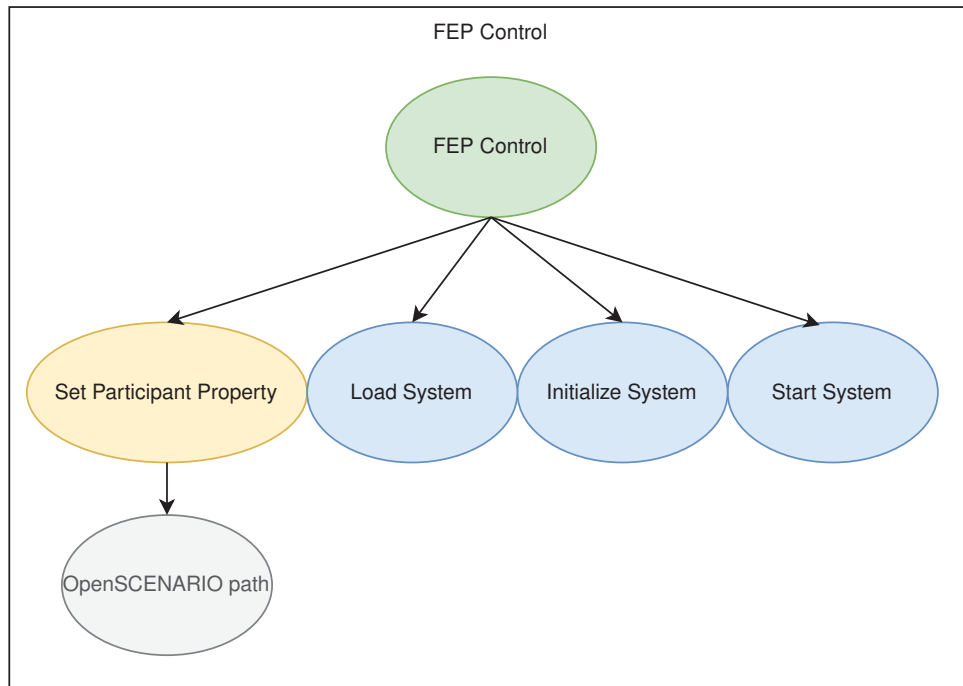 FEP Control
FEP Control
Set Participant Property
Load System
Initialize System
Start System
OpenSCENARIO path